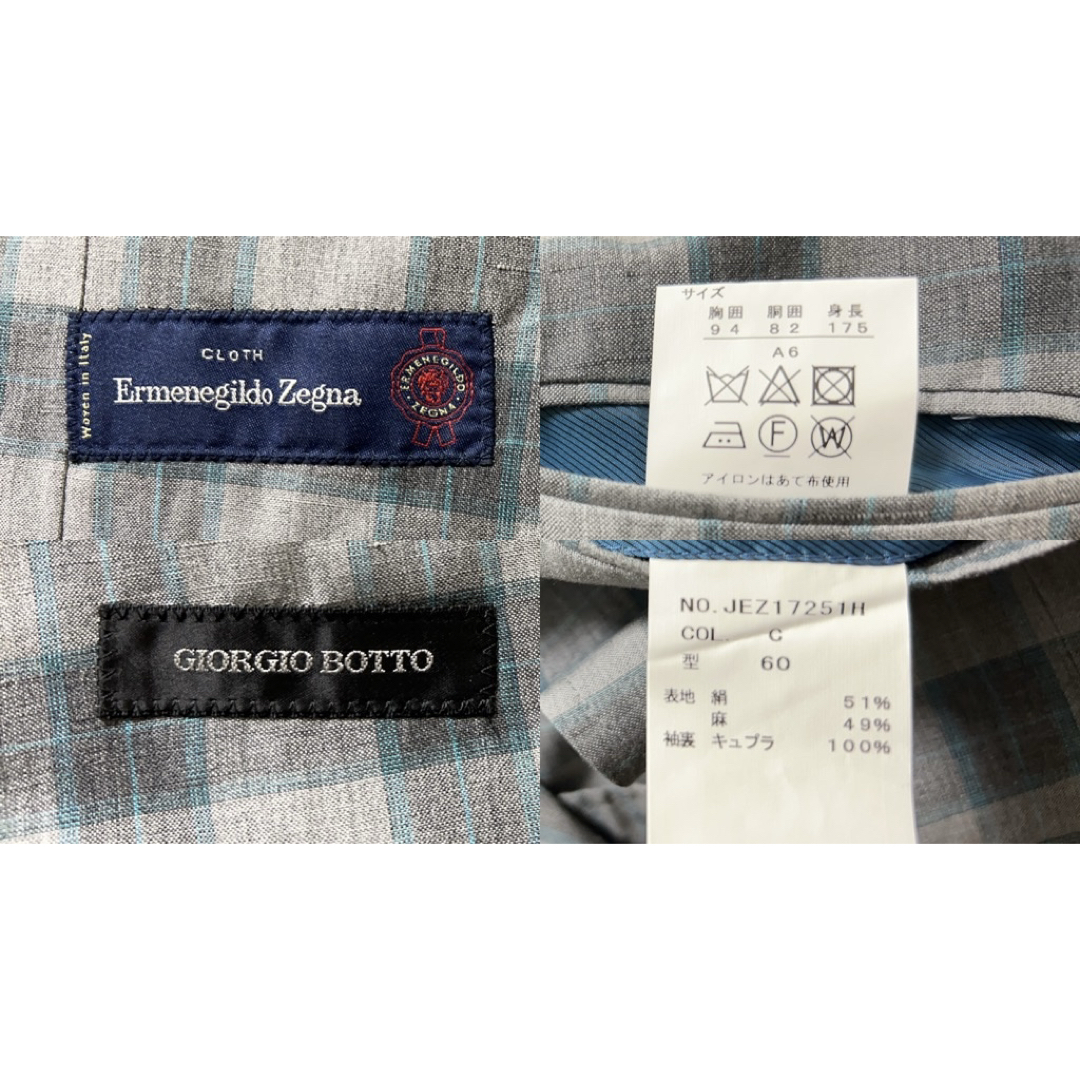 Woven in Italy
CLOTH
Ermenegildo Zegna
ERMENEGILDO
ZEGNA
サイズ
胸囲 胴囲 身長
94 82 175
A6
F
W
アイロンはあて布使用
GIORGIO BOTTO
NO. JEZ17251H
COL. C
型 60
表地 絹 51%
麻 49%
袖裏 キュプラ 100%